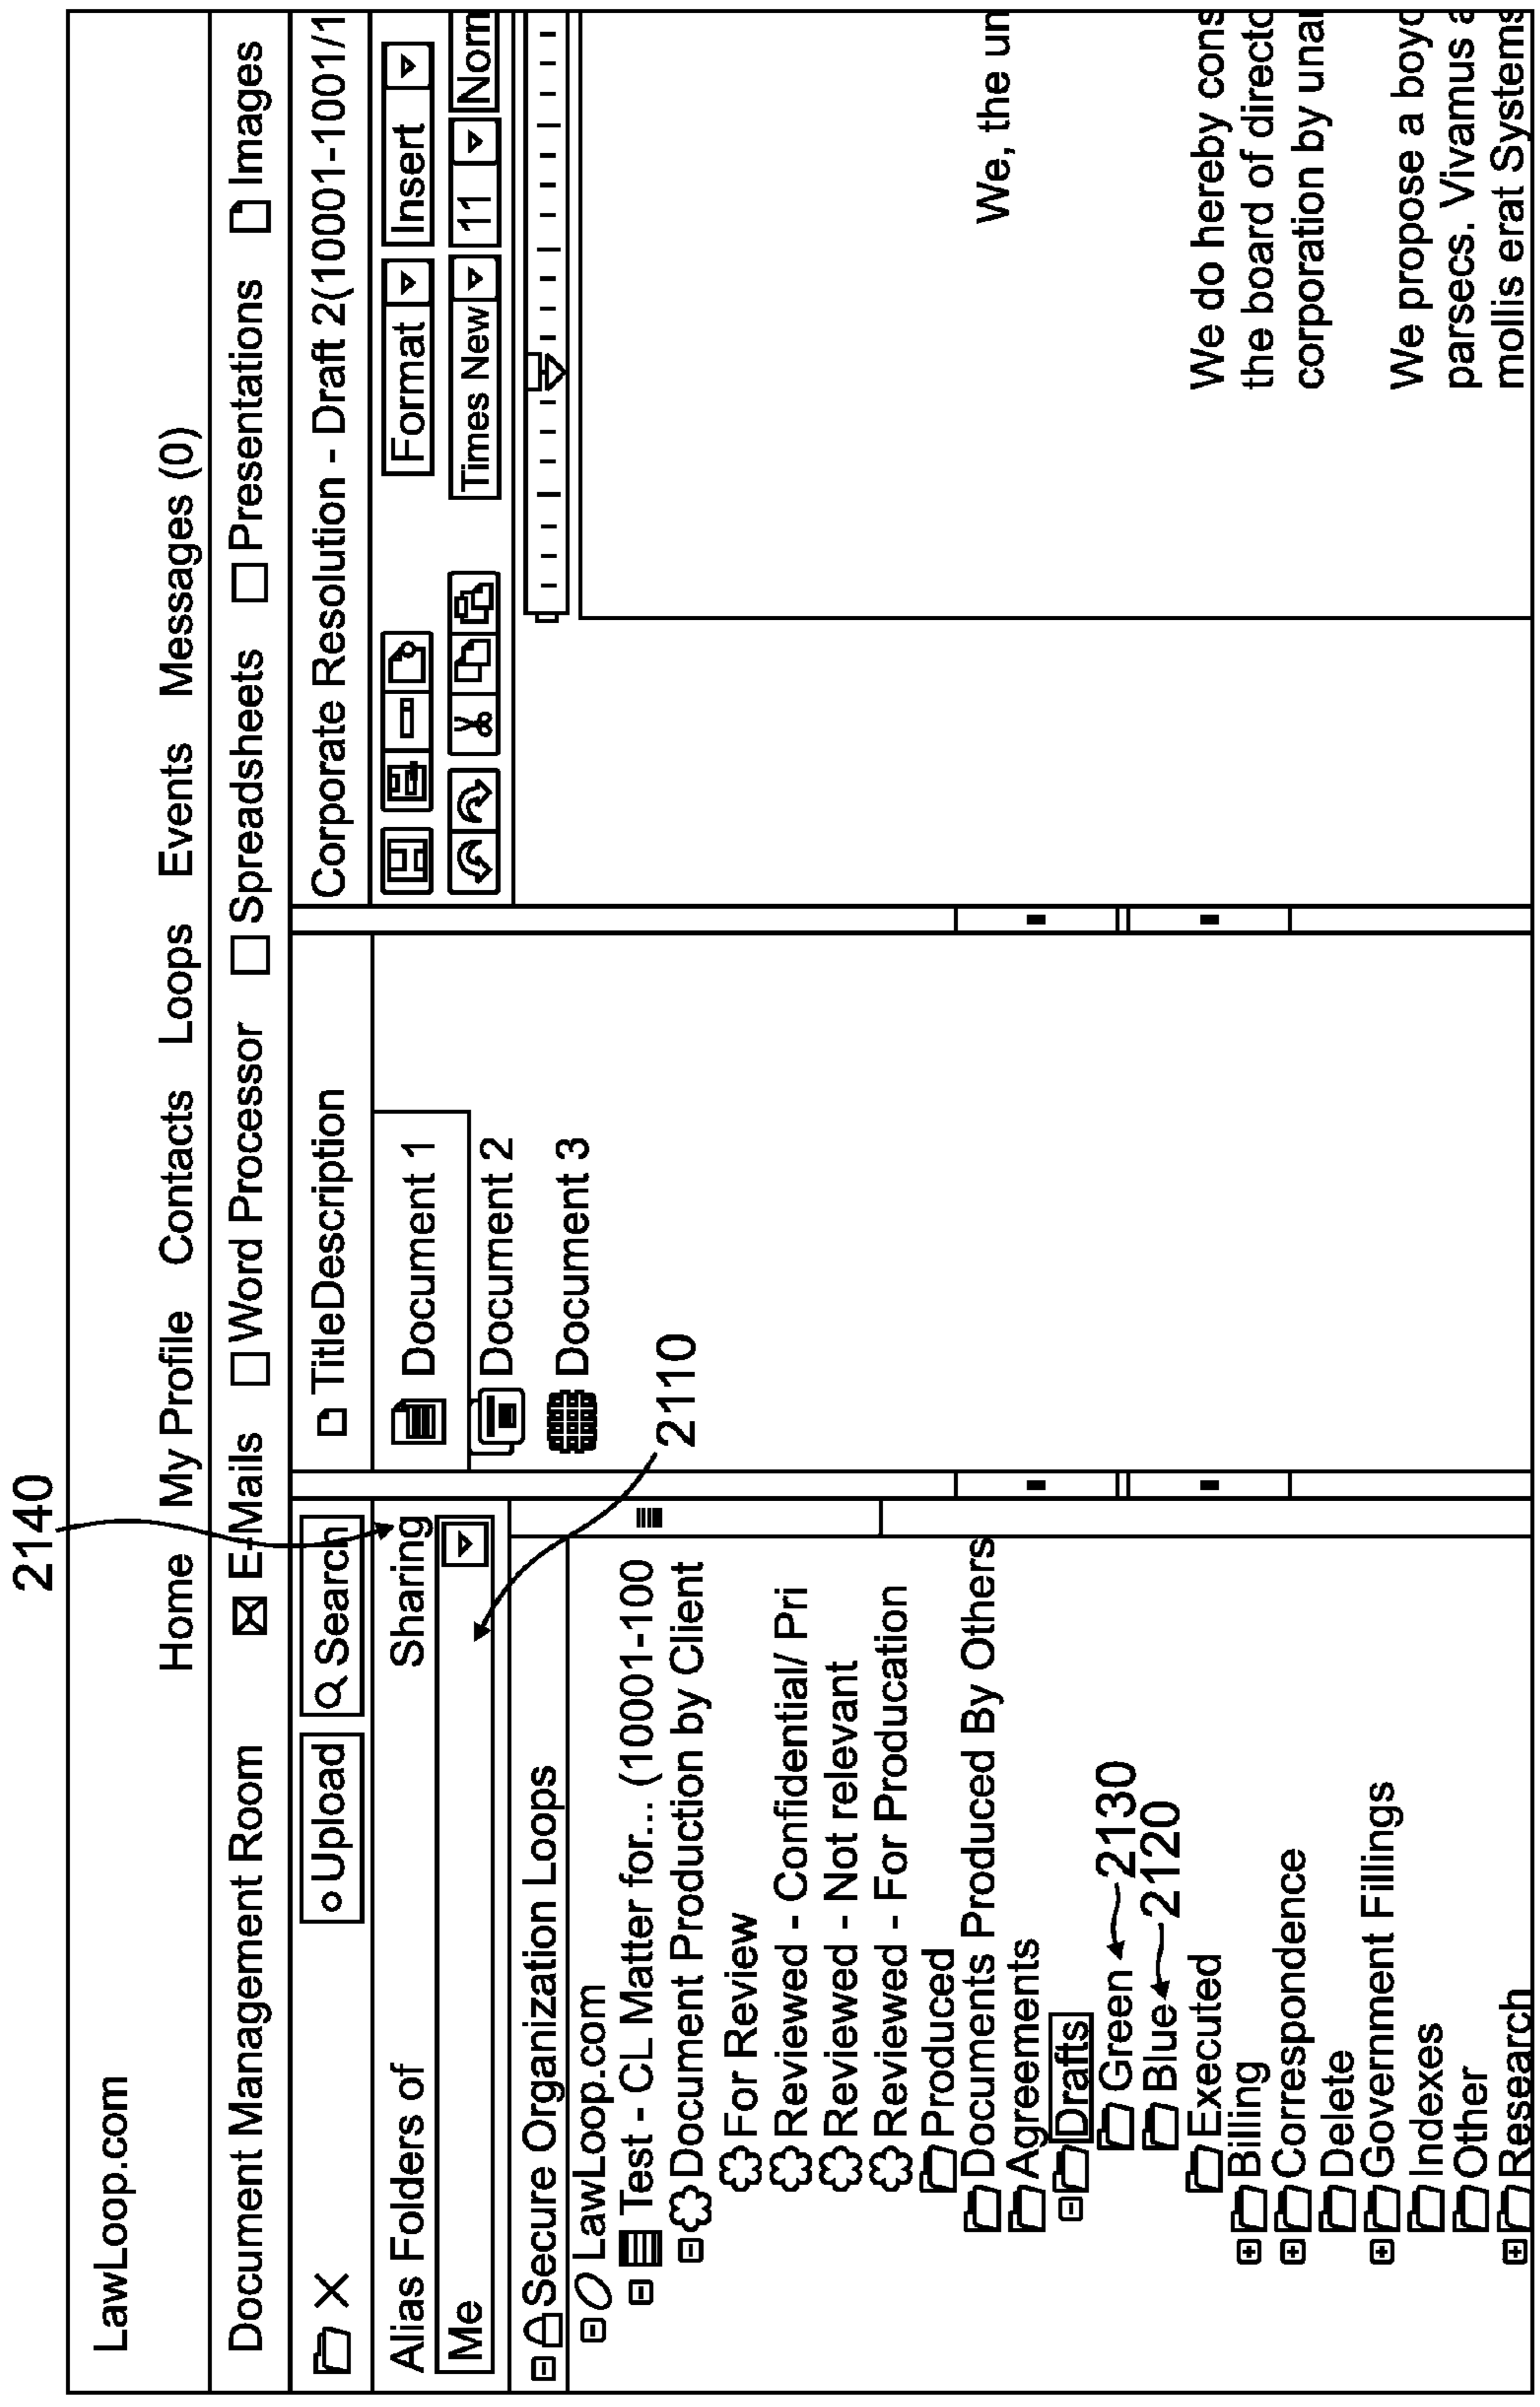 2140
LawLoop.com
Home My Profile Contacts Loops Events Messages (0)
Document Management Room
E-Mails Word Processor Spreadsheets Presentations Images
Upload Search
Alias Folders of Sharing
Me
2110
Secure Organization Loops
LawLoop.com
Test - CL Matter for... (10001-100
Document Production by Client
For Review
Reviewed - Confidential/ Pri
Reviewed - Not relevant
Reviewed - For Producation
Produced
Documents Produced By Others
Agreements
Drafts
Green 2130
Blue 2120
Executed
Billing
Correspondence
Delete
Government Fillings
Indexes
Other
Research
TitleDescription
Document 1
Document 2
Document 3
Corporate Resolution - Draft 2(10001-1001/1
Format Insert
Times New 11 Norn
We, the un
We do hereby cons
the board of directo
corporation by unar
We propose a boyc
parsecs. Vivamus a
mollis erat Systems